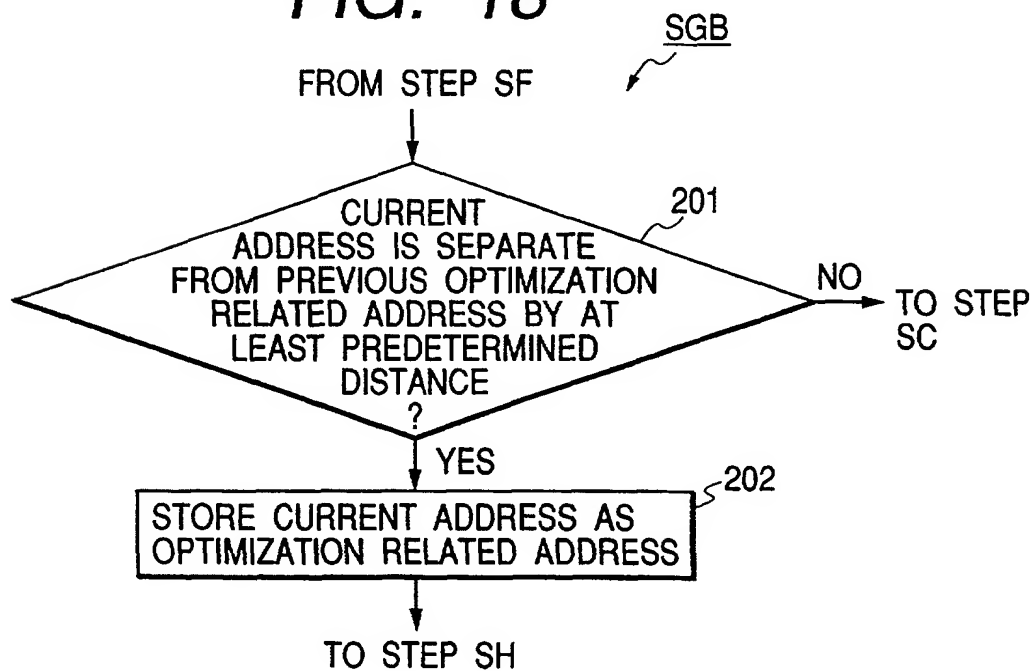 FIG. 18
SGB
FROM STEP SF
201
CURRENT
ADDRESS IS SEPARATE
FROM PREVIOUS OPTIMIZATION
RELATED ADDRESS BY AT
LEAST PREDETERMINED
DISTANCE
?
NO
TO STEP
SC
YES
202
STORE CURRENT ADDRESS AS
OPTIMIZATION RELATED ADDRESS
TO STEP SH